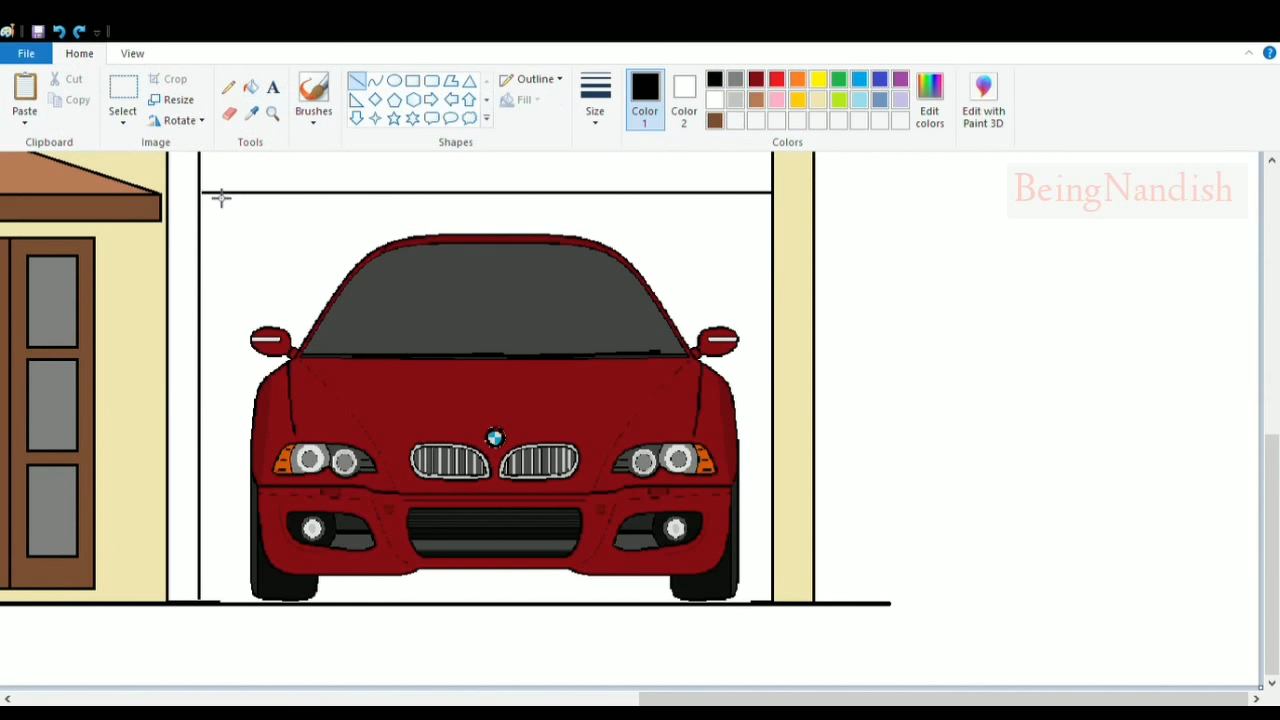 File Home View
Paste Cut Copy Clipboard
Select Crop Resize Rotate Image
Tools
Brushes
Outline Fill Shapes
Size
Color 1 Color 2 Edit colors Colors
Edit with Paint 3D
BeingNandish